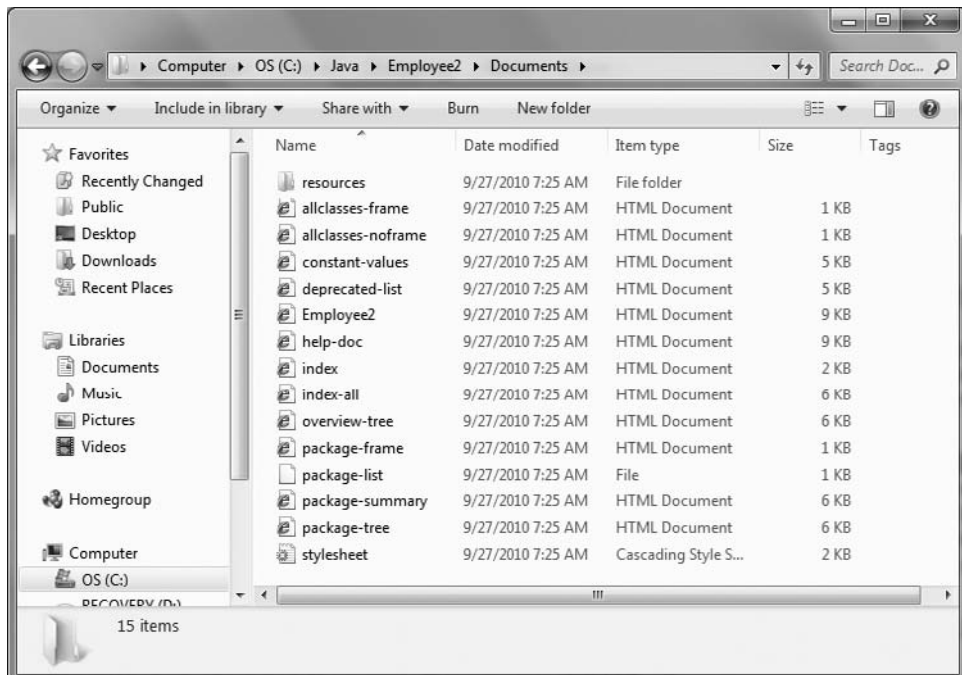 Computer ▸ OS (C:) ▸ Java ▸ Employee2 ▸ Documents ▸
Search Doc...
Organize ▾ Include in library ▾ Share with ▾ Burn New folder
Name Date modified Item type Size Tags
Favorites
Recently Changed
Public
Desktop
Downloads
Recent Places
Libraries
Documents
Music
Pictures
Videos
Homegroup
Computer
OS (C:)
RECOVERY (D:)
resources 9/27/2010 7:25 AM File folder
allclasses-frame 9/27/2010 7:25 AM HTML Document 1 KB
allclasses-noframe 9/27/2010 7:25 AM HTML Document 1 KB
constant-values 9/27/2010 7:25 AM HTML Document 5 KB
deprecated-list 9/27/2010 7:25 AM HTML Document 5 KB
Employee2 9/27/2010 7:25 AM HTML Document 9 KB
help-doc 9/27/2010 7:25 AM HTML Document 9 KB
index 9/27/2010 7:25 AM HTML Document 2 KB
index-all 9/27/2010 7:25 AM HTML Document 6 KB
overview-tree 9/27/2010 7:25 AM HTML Document 6 KB
package-frame 9/27/2010 7:25 AM HTML Document 1 KB
package-list 9/27/2010 7:25 AM File 1 KB
package-summary 9/27/2010 7:25 AM HTML Document 6 KB
package-tree 9/27/2010 7:25 AM HTML Document 6 KB
stylesheet 9/27/2010 7:25 AM Cascading Style S... 2 KB
15 items